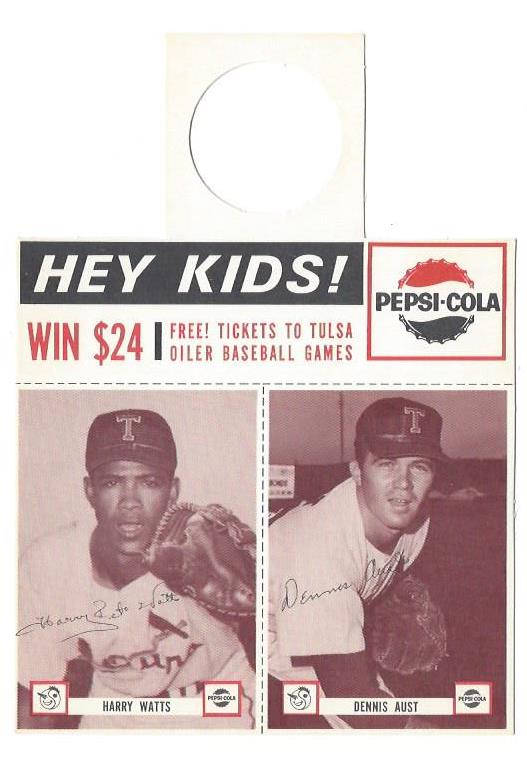 HEY KIDS!
PEPSI·COLA
WIN $24
FREE! TICKETS TO TULSA
OILER BASEBALL GAMES
T
T
Harry
Dennis Aust
HARRY WATTS
PEPSI-COLA
DENNIS AUST
PEPSI-COLA